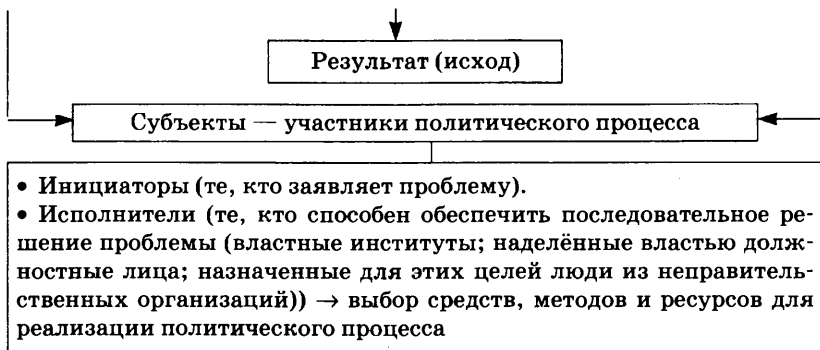 Результат (исход)
Субъекты — участники политического процесса
• Инициаторы (те, кто заявляет проблему).
• Исполнители (те, кто способен обеспечить последовательное ре-
шение проблемы (властные институты; наделённые властью долж-
ностные лица; назначенные для этих целей люди из неправитель-
ственных организаций)) → выбор средств, методов и ресурсов для
реализации политического процесса